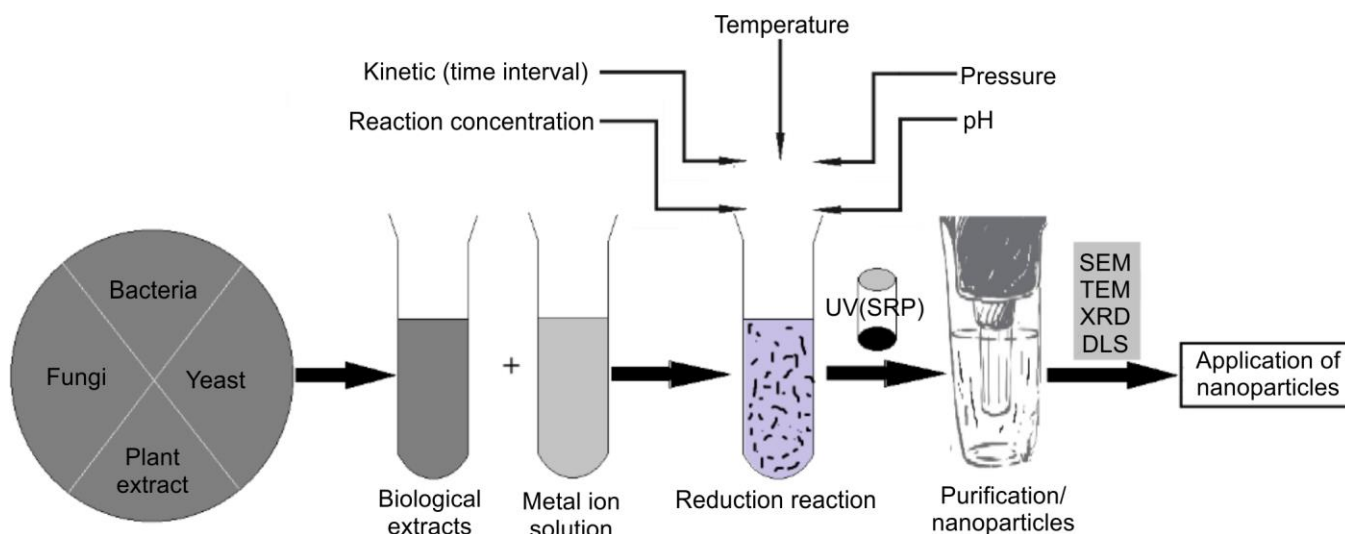 Temperature
Kinetic (time interval)
Pressure
Reaction concentration
pH
Bacteria
Fungi
Yeast
Plant
extract
+
UV(SRP)
SEM
TEM
XRD
DLS
Application of
nanoparticles
Biological
extracts
Metal ion
solution
Reduction reaction
Purification/
nanoparticles